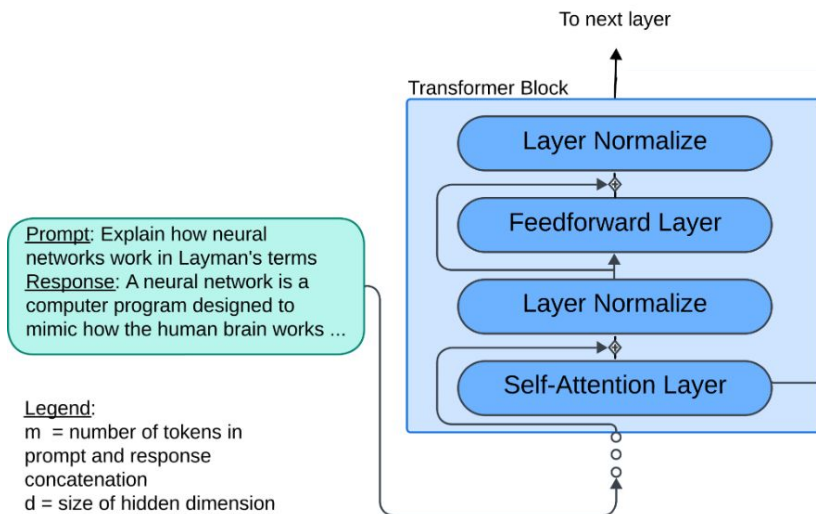 To next layer
Transformer Block
Layer Normalize
Feedforward Layer
Layer Normalize
Self-Attention Layer
Prompt: Explain how neural
networks work in Layman's terms
Response: A neural network is a
computer program designed to
mimic how the human brain works ...
Legend:
m = number of tokens in
prompt and response
concatenation
d = size of hidden dimension